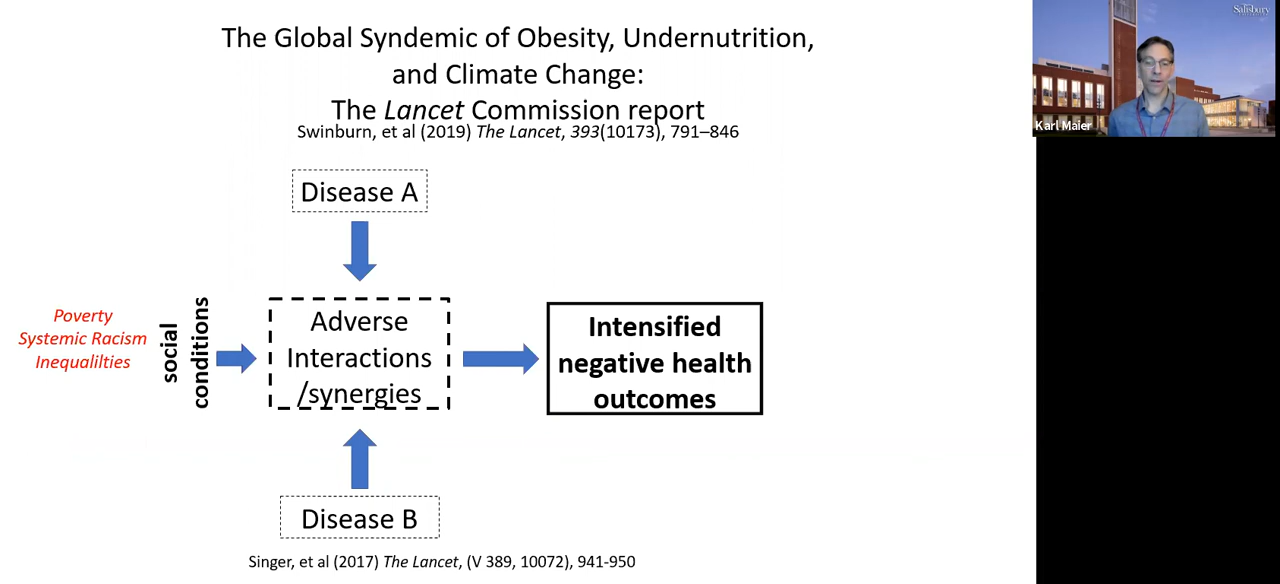 The Global Syndemic of Obesity, Undernutrition,
and Climate Change:
The Lancet Commission report
Swinburn, et al (2019) The Lancet, 393(10173), 791–846
Disease A
Poverty
Systemic Racism
Inequalilties
social
conditions
Adverse
Interactions
/synergies
Intensified
negative health
outcomes
Disease B
Singer, et al (2017) The Lancet, (V 389, 10072), 941-950
Salisbury
Karl Maier